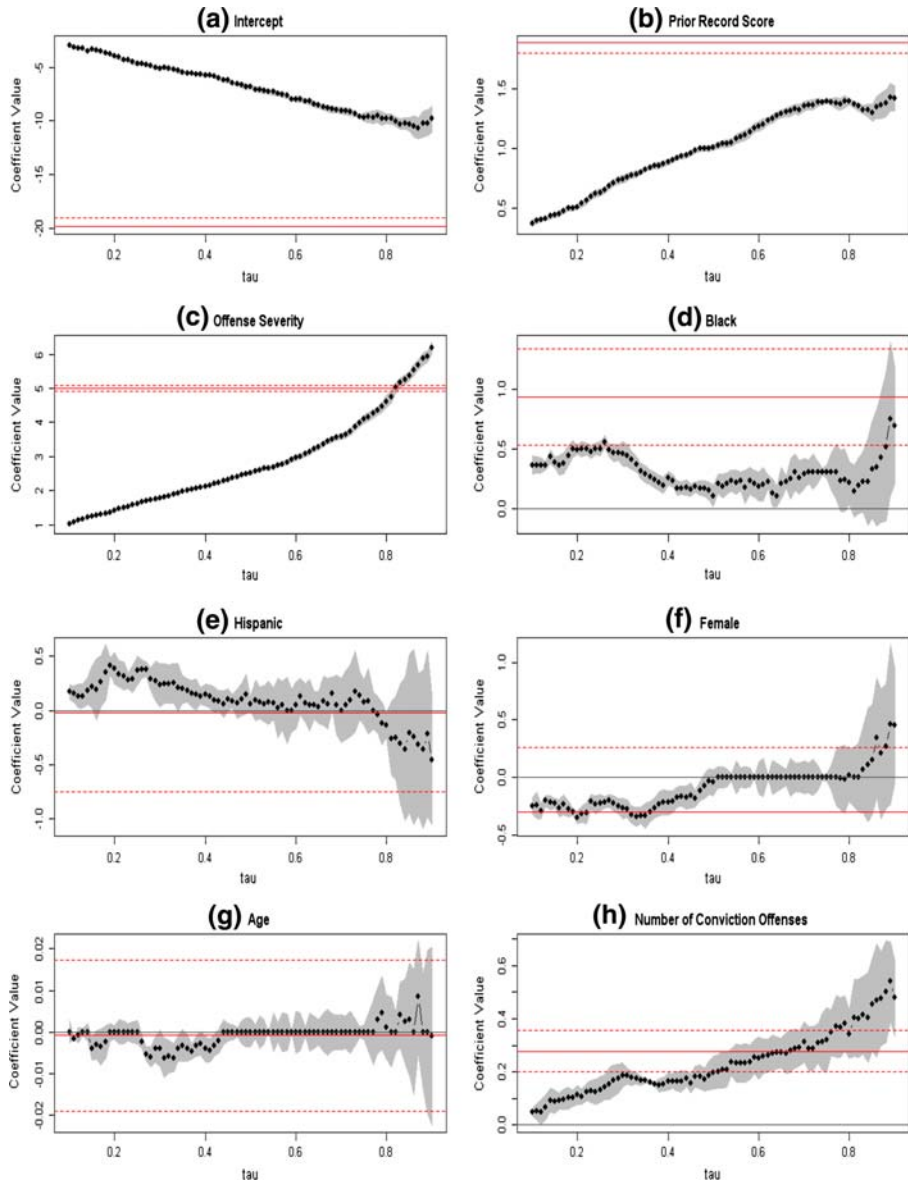 (a) Intercept
Coefficient Value
-5
-10
-15
-20
0.2 0.4 0.6 0.8
tau
(b) Prior Record Score
Coefficient Value
1.5
1.0
0.5
0.2 0.4 0.6 0.8
tau
(c) Offense Severity
Coefficient Value
6
5
4
3
2
1
0.2 0.4 0.6 0.8
tau
(d) Black
Coefficient Value
1.0
0.5
0.0
0.2 0.4 0.6 0.8
tau
(e) Hispanic
Coefficient Value
0.5
0.0
-0.5
-1.0
0.2 0.4 0.6 0.8
tau
(f) Female
Coefficient Value
1.0
0.5
0.0
-0.5
0.2 0.4 0.6 0.8
tau
(g) Age
Coefficient Value
0.02
0.01
0.00
-0.01
-0.02
0.2 0.4 0.6 0.8
tau
(h) Number of Conviction Offenses
Coefficient Value
0.6
0.4
0.2
0.0
0.2 0.4 0.6 0.8
tau